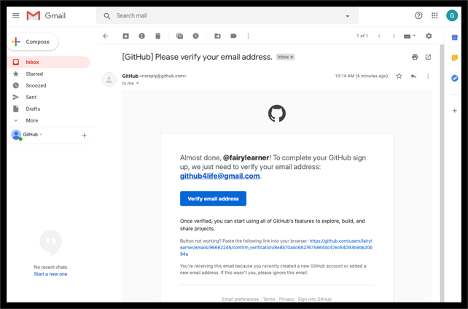 Gmail
Search mail
G
Compose
1 of 1
Inbox
Starred
Snoozed
Sent
Drafts
More
GitHub
No recent chats
Start a new one
[GitHub] Please verify your email address. Inbox x
GitHub <noreply@github.com>
to me
10:14 AM (6 minutes ago)
Almost done, @fairylearner! To complete your GitHub sign
up, we just need to verify your email address:
github4life@gmail.com.
Verify email address
Once verified, you can start using all of GitHub's features to explore, build, and
share projects.
Button not working? Paste the following link into your browser: https://github.com/users/fairyl
You're receiving this email because you recently created a new GitHub account or added a
new email address. If this wasn't you, please ignore this email.
Email preferences · Terms · Privacy · Sign into GitHub